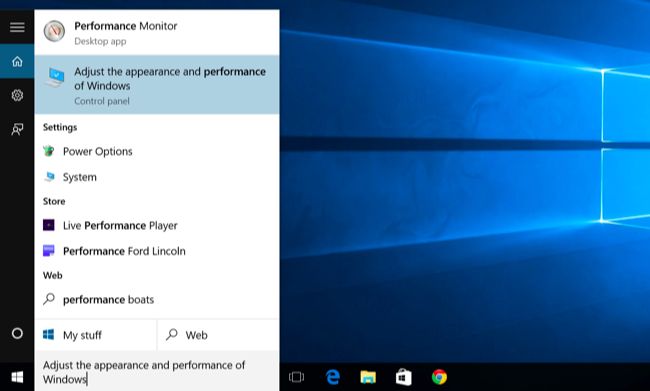 Performance Monitor
Desktop app
Adjust the appearance and performance
of Windows
Control panel
Settings
Power Options
System
Store
Live Performance Player
Performance Ford Lincoln
Web
performance boats
My stuff
Web
Adjust the appearance and performance of
Windows